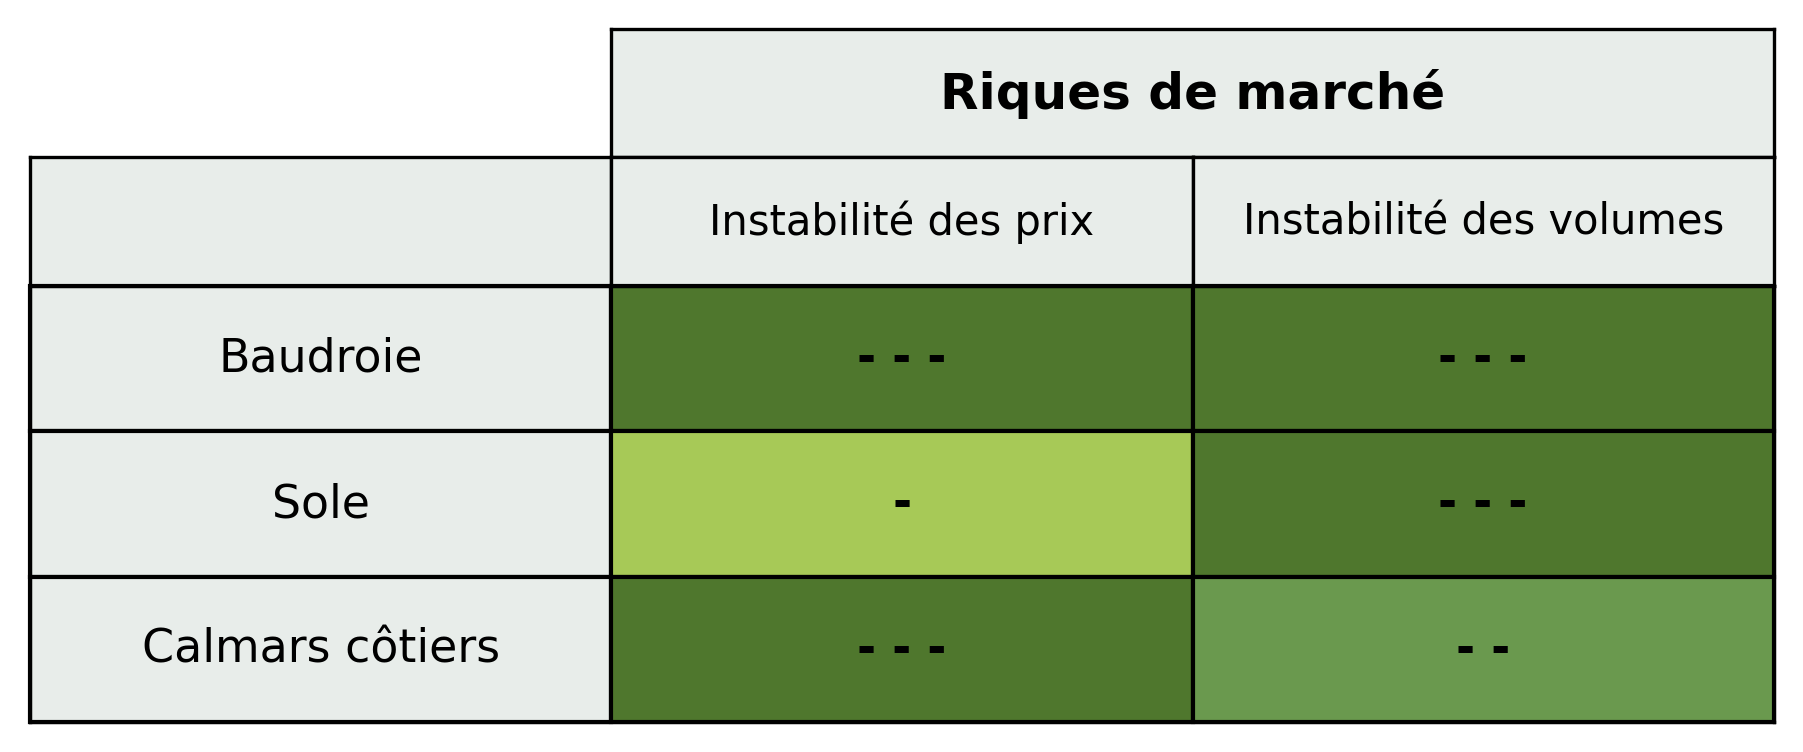 Riques de marché
Instabilité des prix Instabilité des volumes
Baudroie - - - - - -
Sole - - - -
Calmars côtiers - - - - -